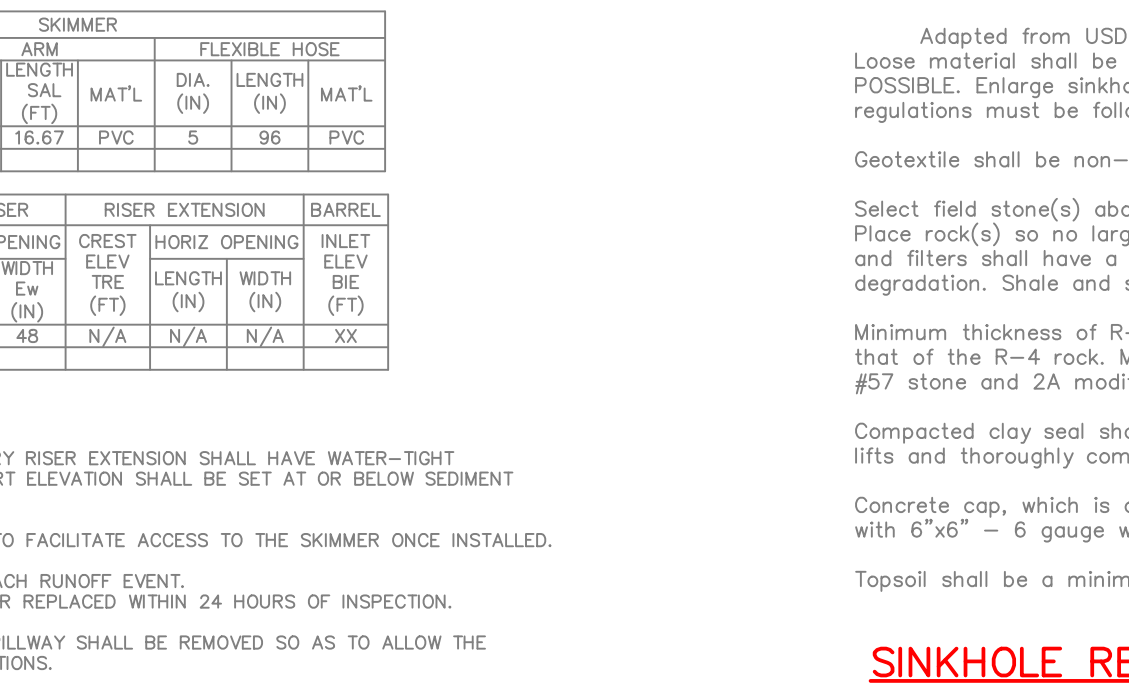 SKIMMER
ARM FLEXIBLE HOSE
LENGTH SAL (FT) MAT'L DIA. (IN) LENGTH (IN) MAT'L
16.67 PVC 5 96 PVC
RISER EXTENSION BARREL
CREST ELEV TRE (FT) HORIZ OPENING INLET ELEV BIE (FT)
WIDTH Ew (IN) LENGTH (IN) WIDTH (IN)
48 N/A N/A N/A XX
RISER EXTENSION SHALL HAVE WATER-TIGHT
ELEVATION SHALL BE SET AT OR BELOW SEDIMENT
TO FACILITATE ACCESS TO THE SKIMMER ONCE INSTALLED.
RUNOFF EVENT.
REPLACED WITHIN 24 HOURS OF INSPECTION.
SHALL BE REMOVED SO AS TO ALLOW THE
Adapted from USD
Loose material shall be
POSSIBLE. Enlarge
regulations must be
Geotextile shall be non-
Select field stone(s)
Place rock(s) so no
and filters shall have a
degradation. Shale and
Minimum thickness of R-
that of the R-4 rock.
#57 stone and 2A
Compacted clay seal
lifts and thoroughly
Concrete cap, which is
with 6"x6" - 6 gauge
Topsoil shall be a
SINKHOLE